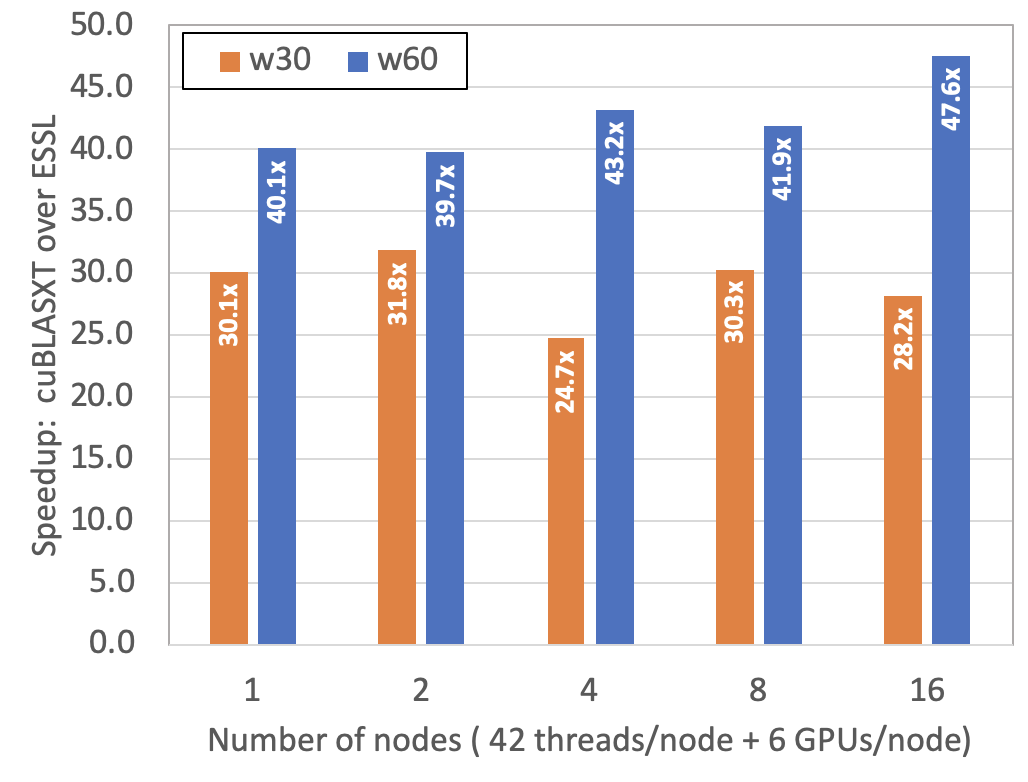 50.0
45.0
40.0
35.0
30.0
25.0
20.0
15.0
10.0
5.0
0.0
Speedup: cuBLASXT over ESSL
w30 w60
30.1x
40.1x
31.8x
39.7x
24.7x
43.2x
30.3x
41.9x
28.2x
47.6x
1 2 4 8 16
Number of nodes ( 42 threads/node + 6 GPUs/node)